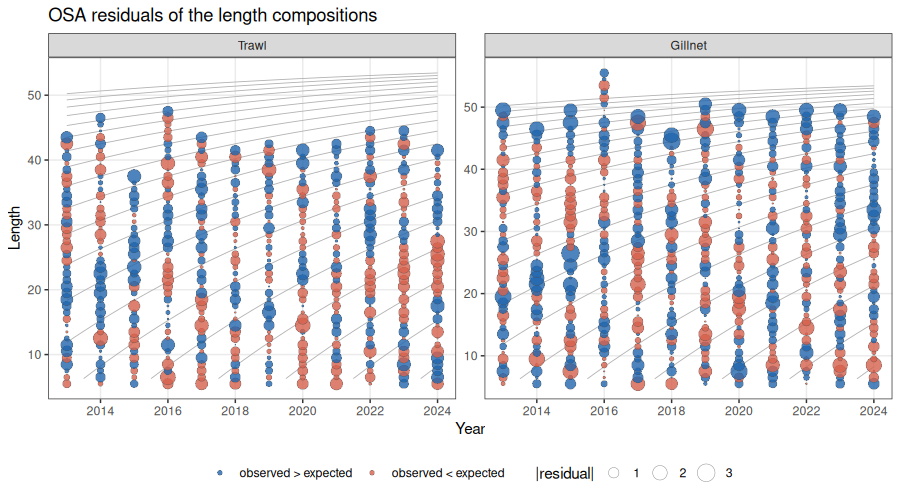 OSA residuals of the length compositions
Trawl
Gillnet
Length
50
40
30
20
10
50
40
30
20
10
2014 2016 2018 2020 2022 2024
2014 2016 2018 2020 2022 2024
Year
observed > expected observed < expected |residual| 1 2 3